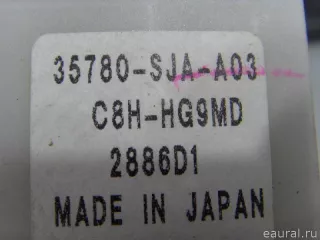 35780-SJA-A03
C8H-HG9MD
2886D1
MADE IN JAPAN
© eaural.ru